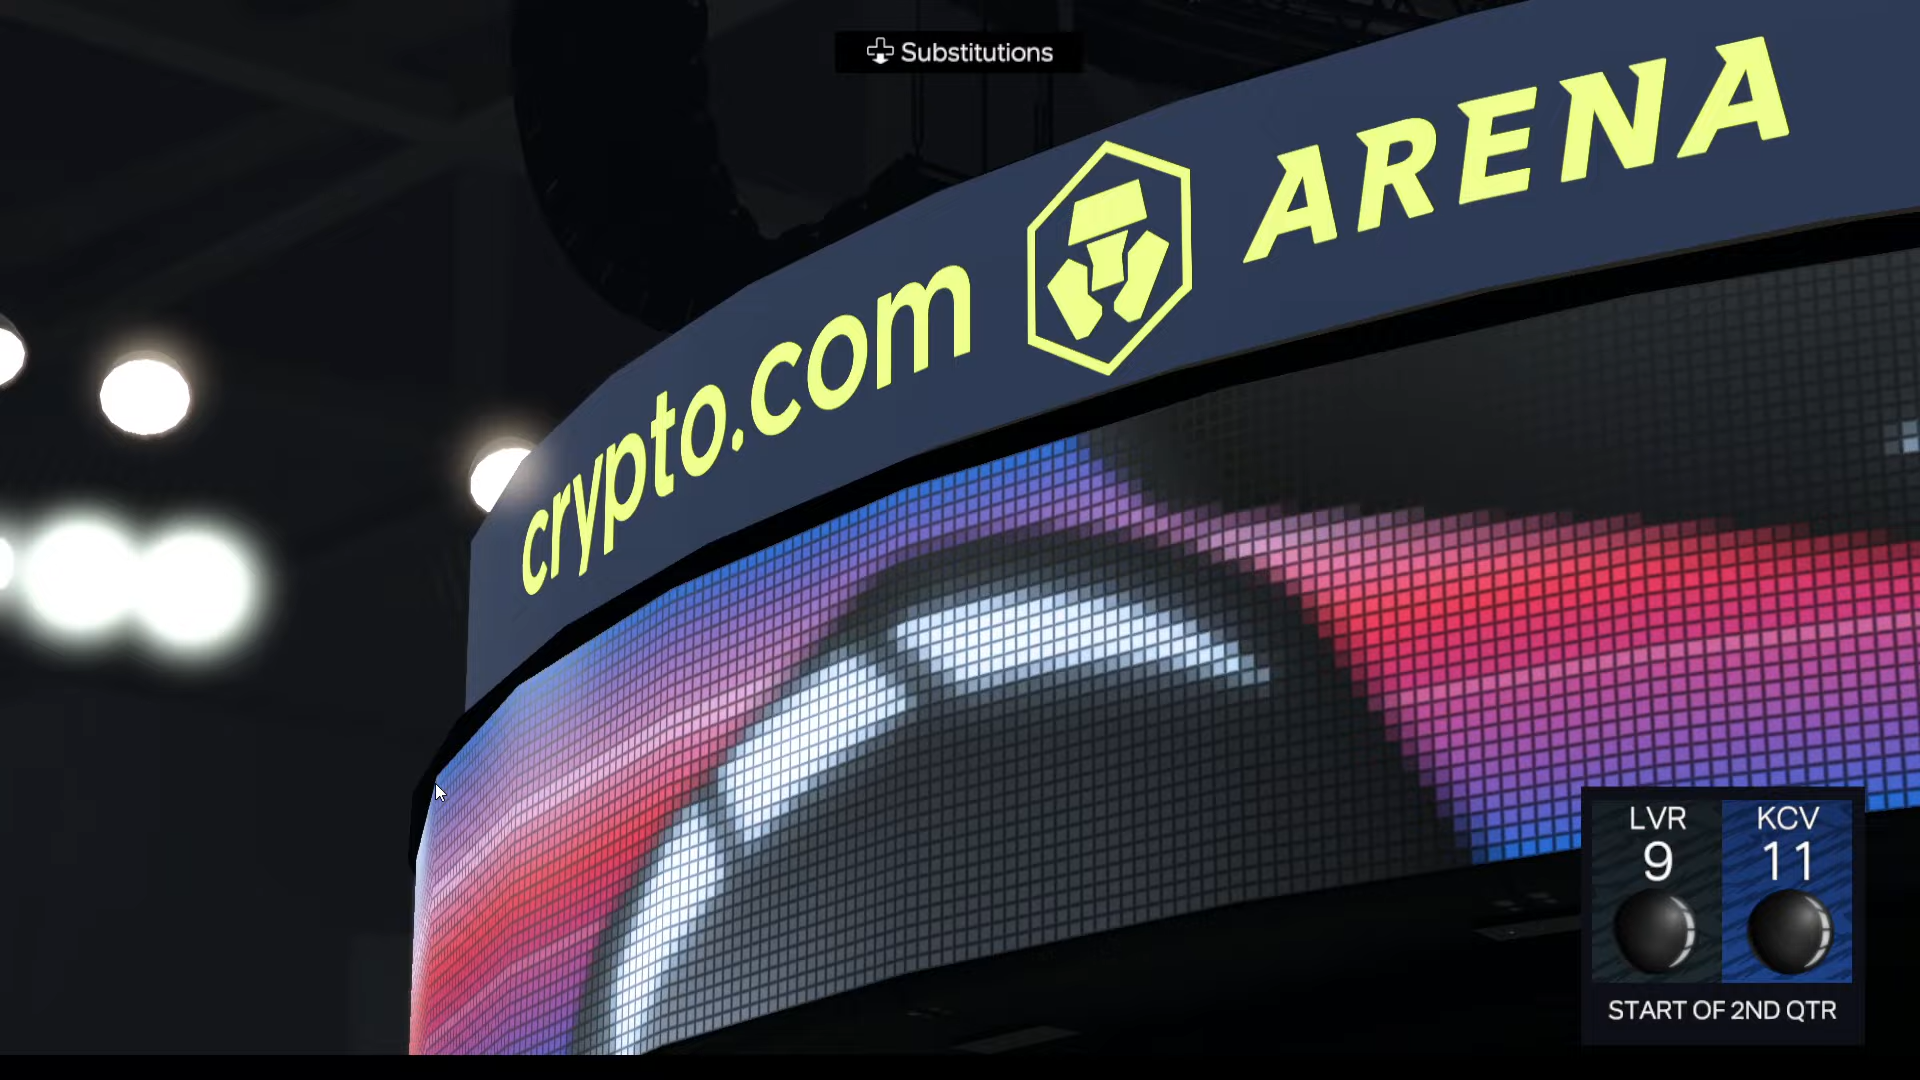 Substitutions
crypto.com ARENA
LVR KCV
9 11
START OF 2ND QTR